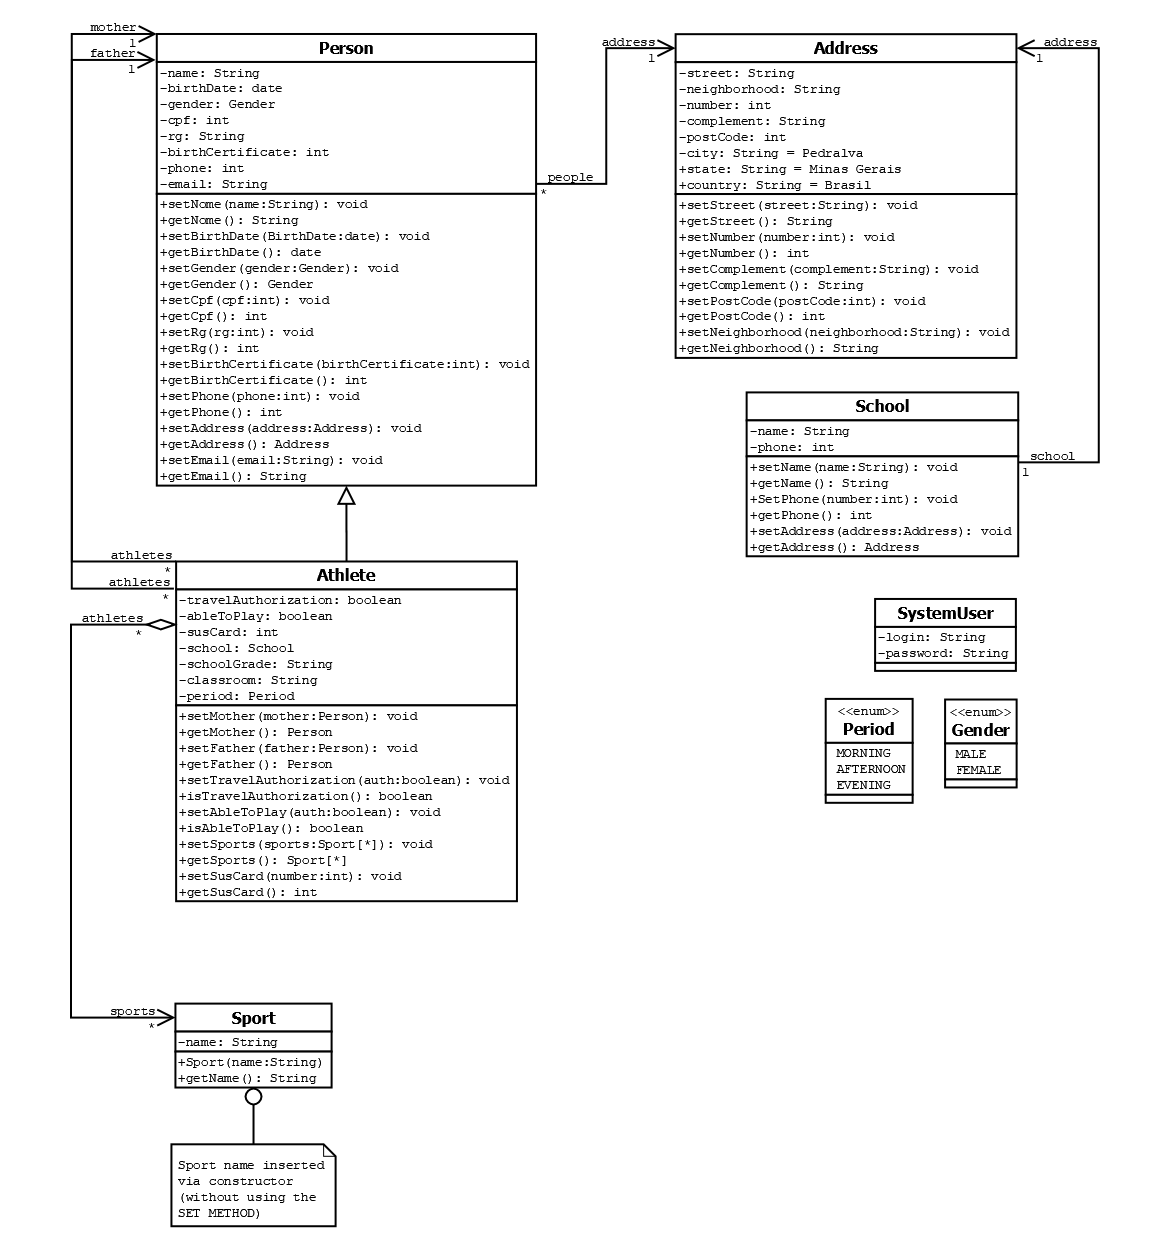 mother
1
father
1
Person
-name: String
-birthDate: date
-gender: Gender
-cpf: int
-rg: String
-birthCertificate: int
-phone: int
-email: String
+setNome(name:String): void
+getNome(): String
+setBirthDate(BirthDate:date): void
+getBirthDate(): date
+setGender(gender:Gender): void
+getGender(): Gender
+setCpf(cpf:int): void
+getCpf(): int
+setRg(rg:int): void
+getRg(): int
+setBirthCertificate(birthCertificate:int): void
+getBirthCertificate(): int
+setPhone(phone:int): void
+getPhone(): int
+setAddress(address:Address): void
+getAddress(): Address
+setEmail(email:String): void
+getEmail(): String
people
*
address
1
Address
-street: String
-neighborhood: String
-number: int
-complement: String
-postCode: int
-city: String = Pedralva
+state: String = Minas Gerais
+country: String = Brasil
+setStreet(street:String): void
+getStreet(): String
+setNumber(number:int): void
+getNumber(): int
+setComplement(complement:String): void
+getComplement(): String
+setPostCode(postCode:int): void
+getPostCode(): int
+setNeighborhood(neighborhood:String): void
+getNeighborhood(): String
address
1
School
-name: String
-phone: int
+setName(name:String): void
+getName(): String
+SetPhone(number:int): void
+getPhone(): int
+setAddress(address:Address): void
+getAddress(): Address
school
1
athletes
*
athletes
*
athletes
*
Athlete
-travelAuthorization: boolean
-ableToPlay: boolean
-susCard: int
-school: School
-schoolGrade: String
-classroom: String
-period: Period
+setMother(mother:Person): void
+getMother(): Person
+setFather(father:Person): void
+getFather(): Person
+setTravelAuthorization(auth:boolean): void
+isTravelAuthorization(): boolean
+setAbleToPlay(auth:boolean): void
+isAbleToPlay(): boolean
+setSports(sports:Sport[*]): void
+getSports(): Sport[*]
+setSusCard(number:int): void
+getSusCard(): int
SystemUser
-login: String
-password: String
<<enum>>
Period
MORNING
AFTERNOON
EVENING
<<enum>>
Gender
MALE
FEMALE
sports
*
Sport
-name: String
+Sport(name:String)
+getName(): String
Sport name inserted
via constructor
(without using the
SET METHOD)